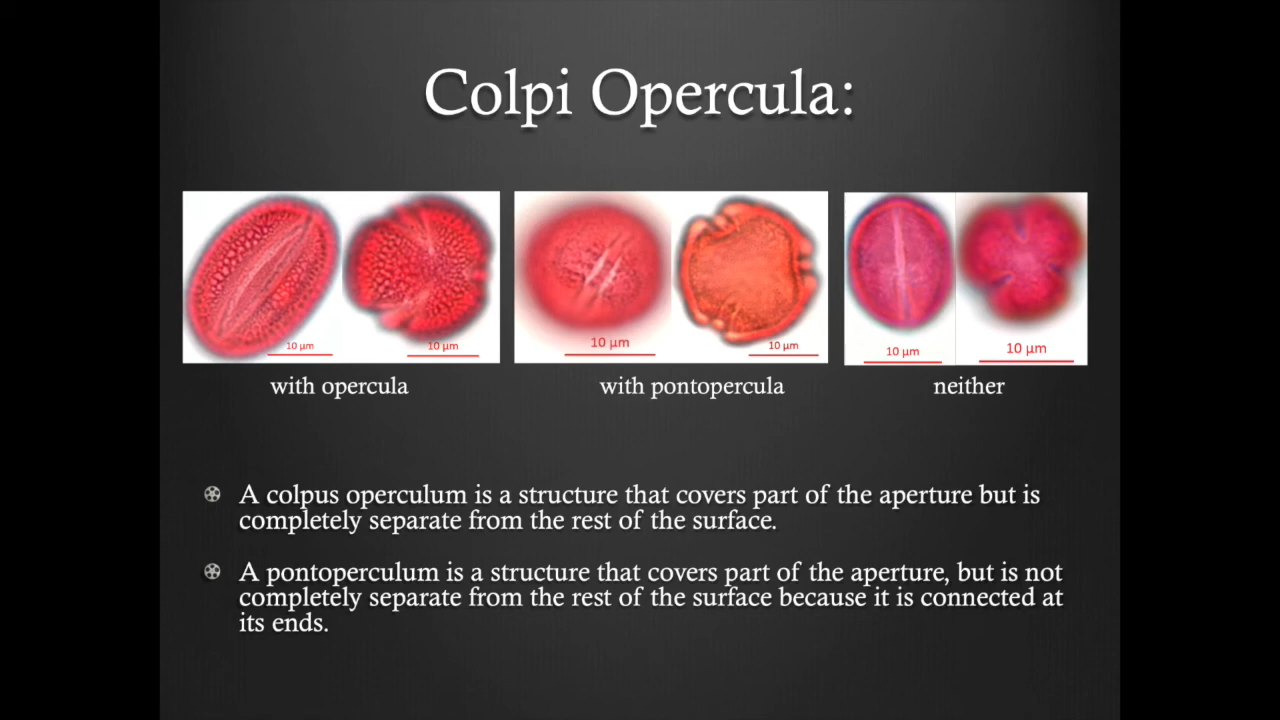 Colpi Opercula:
10 µm
10 µm
10 µm
10 µm
10 µm
10 µm
with opercula
with pontopercula
neither
A colpus operculum is a structure that covers part of the aperture but is
completely separate from the rest of the surface.
A pontoperculum is a structure that covers part of the aperture, but is not
completely separate from the rest of the surface because it is connected at
its ends.